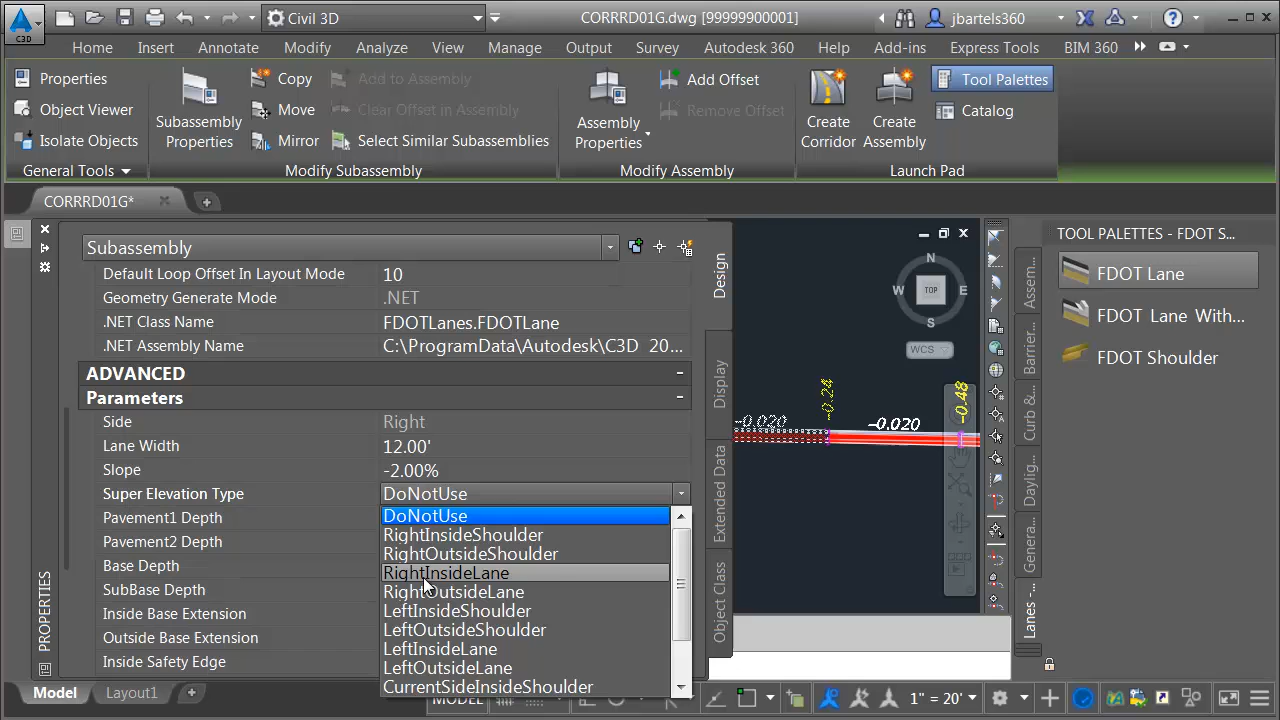 Civil 3D
CORRRD01G.dwg [99999900001]
jbartels360
C3D
Home Insert Annotate Modify Analyze View Manage Output Survey Autodesk 360 Help Add-ins Express Tools BIM 360
Properties
Object Viewer
Isolate Objects
General Tools
Subassembly
Properties
Copy
Move
Mirror
Add to Assembly
Clear Offset in Assembly
Select Similar Subassemblies
Modify Subassembly
Assembly
Properties
Add Offset
Remove Offset
Modify Assembly
Create
Corridor
Create
Assembly
Tool Palettes
Catalog
Launch Pad
CORRRD01G*
Subassembly
Default Loop Offset In Layout Mode 10
Geometry Generate Mode .NET
.NET Class Name FDOTLanes.FDOTLane
.NET Assembly Name C:\ProgramData\Autodesk\C3D 20...
ADVANCED
Parameters
Side Right
Lane Width 12.00'
Slope -2.00%
Super Elevation Type DoNotUse
Pavement1 Depth
Pavement2 Depth
Base Depth
SubBase Depth
Inside Base Extension
Outside Base Extension
Inside Safety Edge
DoNotUse
RightInsideShoulder
RightOutsideShoulder
RightInsideLane
RightOutsideLane
LeftInsideShoulder
LeftOutsideShoulder
LeftInsideLane
LeftOutsideLane
CurrentSideInsideShoulder
PROPERTIES
Design
Display
Extended Data
Object Class
N
W TOP E
S
WCS
-0.020
-0.24
-0.020
-0.48
TOOL PALETTES - FDOT S...
FDOT Lane
FDOT Lane With...
FDOT Shoulder
Assem...
Barrier...
Curb &...
Daylig...
Genera...
Lanes -...
Model Layout1
MODEL
1" = 20'